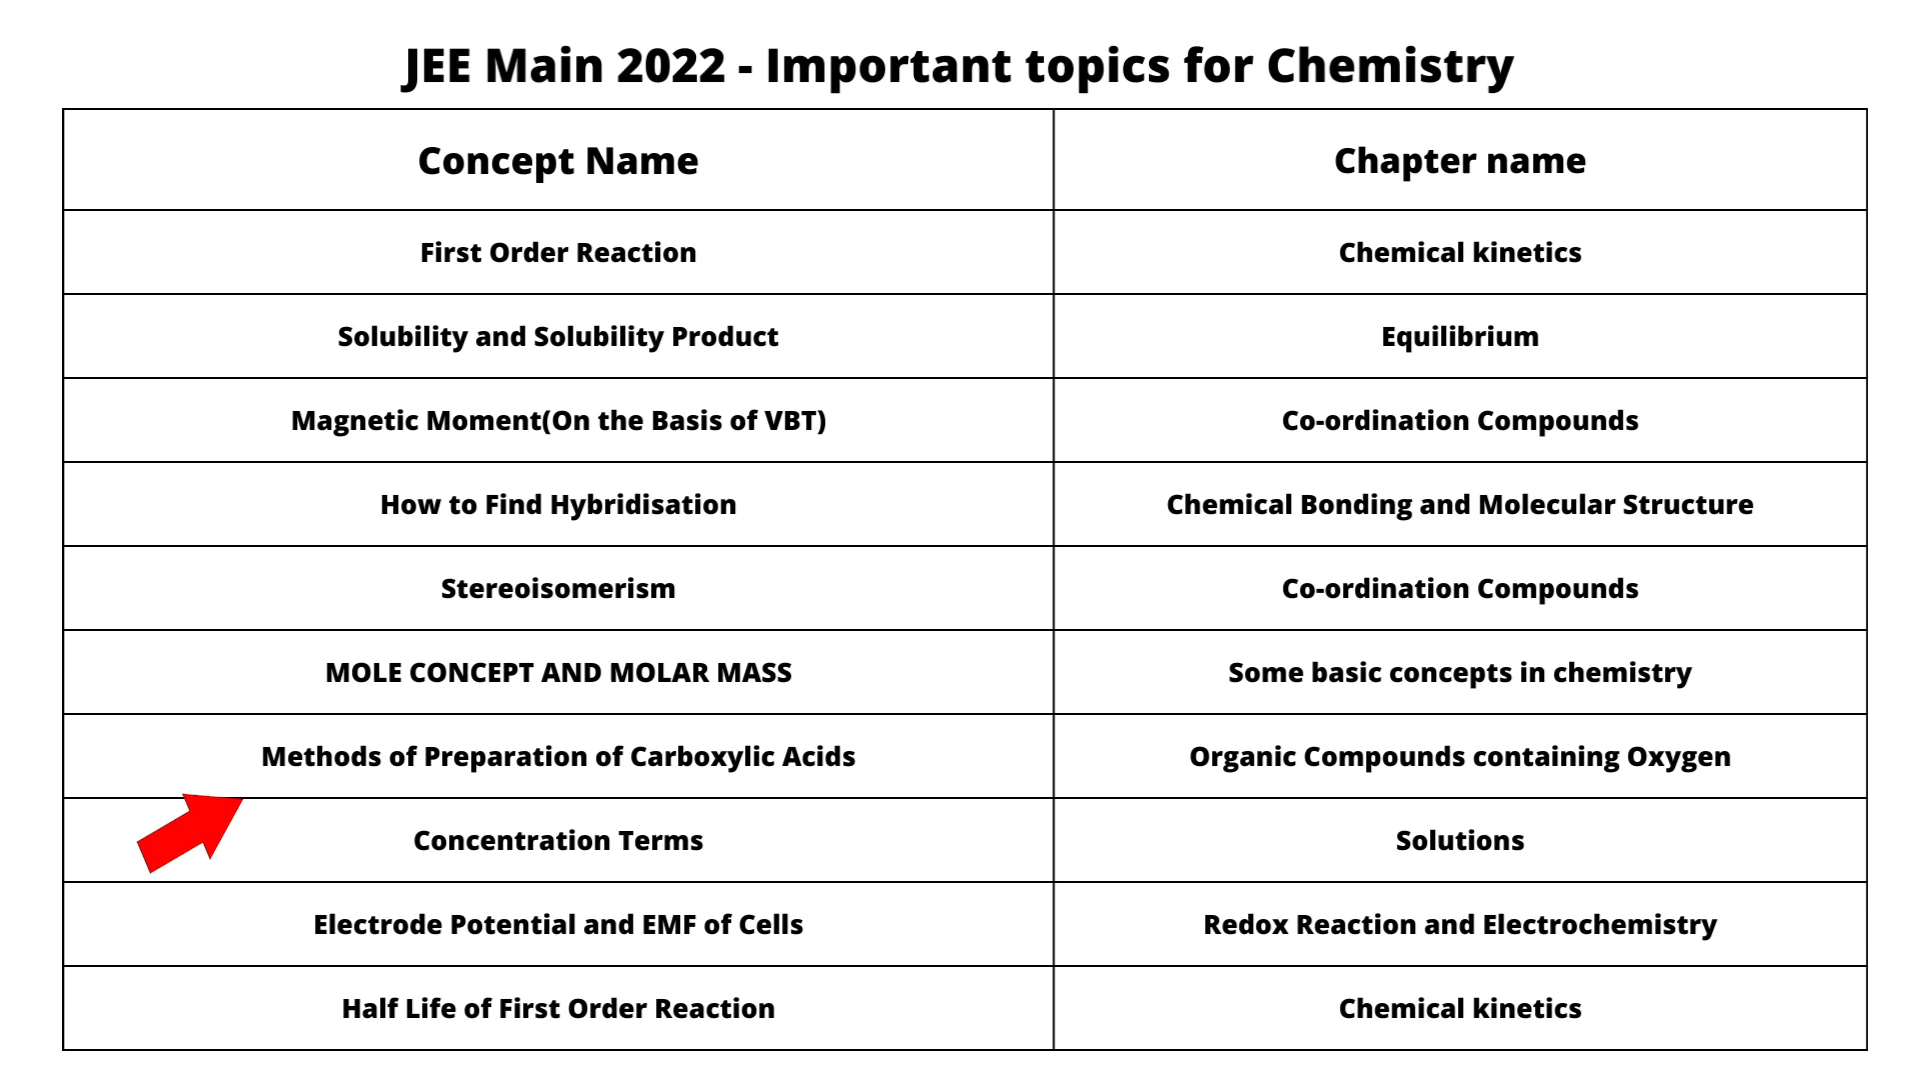 JEE Main 2022 - Important topics for Chemistry
Concept Name Chapter name
First Order Reaction Chemical kinetics
Solubility and Solubility Product Equilibrium
Magnetic Moment(On the Basis of VBT) Co-ordination Compounds
How to Find Hybridisation Chemical Bonding and Molecular Structure
Stereoisomerism Co-ordination Compounds
MOLE CONCEPT AND MOLAR MASS Some basic concepts in chemistry
Methods of Preparation of Carboxylic Acids Organic Compounds containing Oxygen
Concentration Terms Solutions
Electrode Potential and EMF of Cells Redox Reaction and Electrochemistry
Half Life of First Order Reaction Chemical kinetics